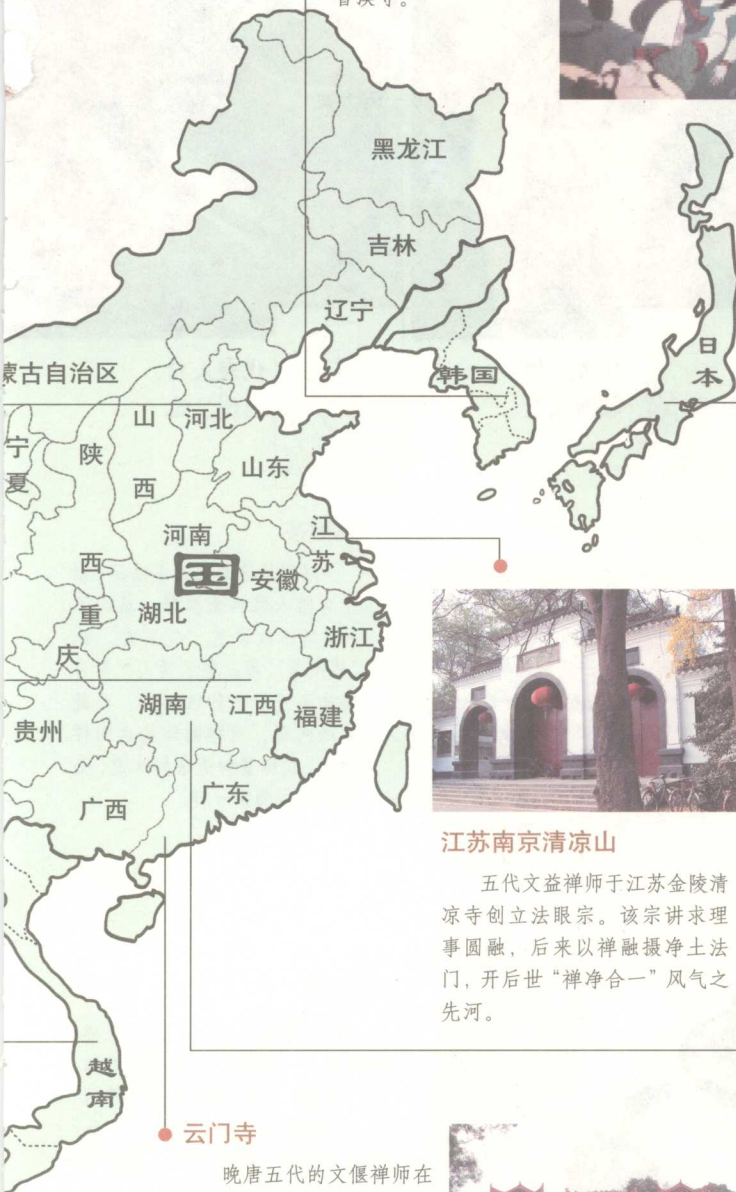 黑龙江
吉林
辽宁
蒙古自治区
韩国
日本
山西
河北
宁夏
陕西
山东
河南
江苏
国
安徽
重庆
湖北
浙江
湖南
江西
福建
贵州
广西
广东
越南
江苏南京清凉山
五代文益禅师于江苏金陵清
凉寺创立法眼宗。该宗讲求理
事圆融，后来以禅融摄净土法
门，开后世“禅净合一”风气之
先河。
云门寺
晚唐五代的文偃禅师在